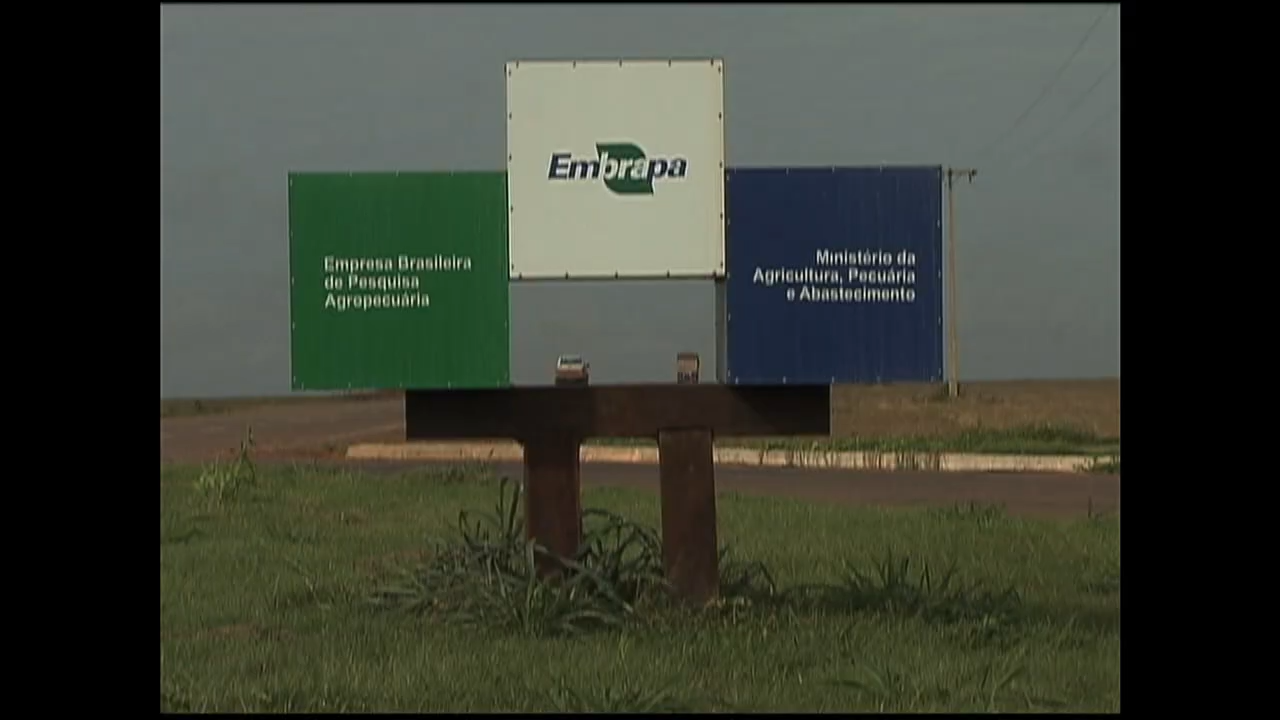 Embrapa
Empresa Brasileira
de Pesquisa
Agropecuária
Ministério da
Agricultura, Pecuária
e Abastecimento